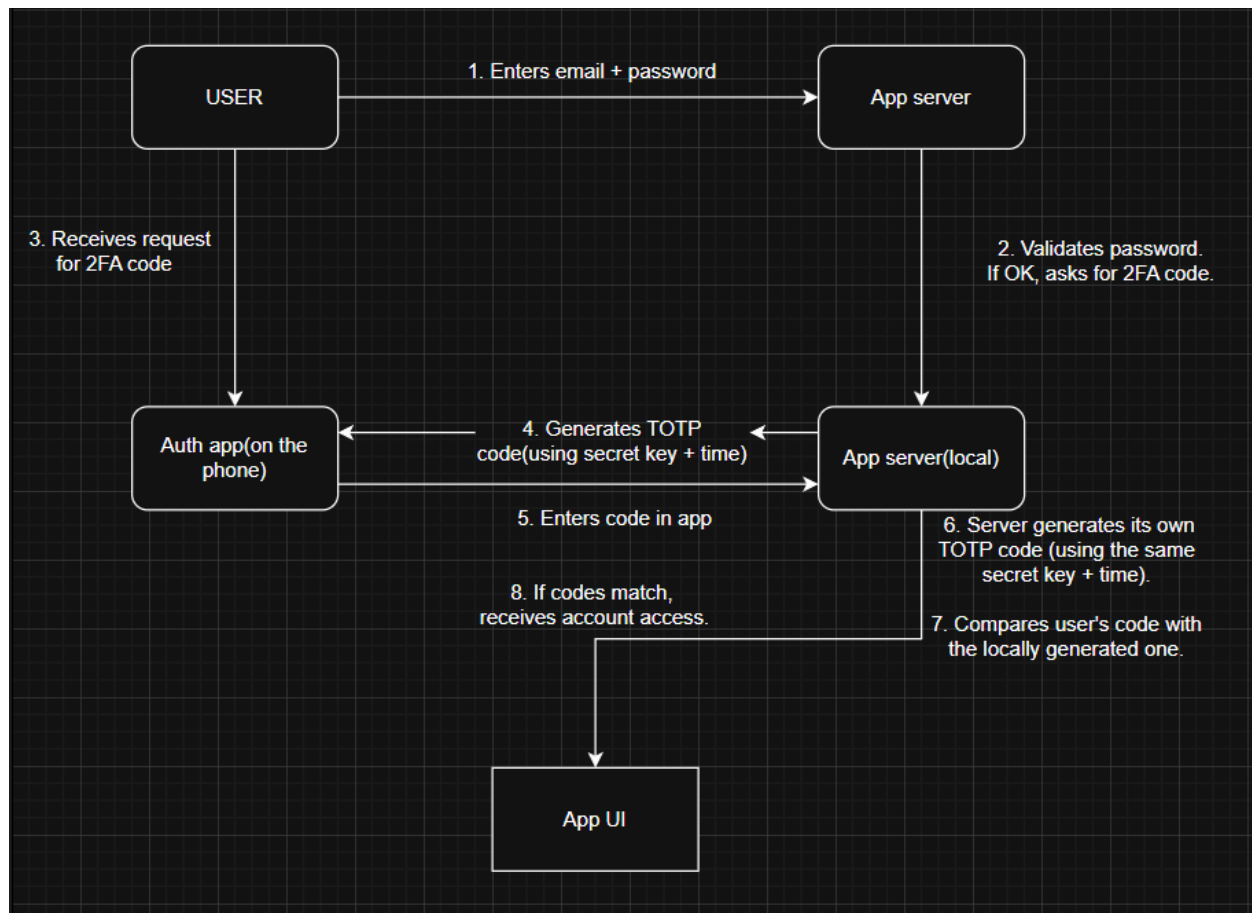 USER
1. Enters email + password
App server
3. Receives request
for 2FA code
2. Validates password.
If OK, asks for 2FA code.
Auth app(on the
phone)
4. Generates TOTP
code(using secret key + time)
App server(local)
5. Enters code in app
6. Server generates its own
TOTP code (using the same
secret key + time).
8. If codes match,
receives account access.
7. Compares user's code with
the locally generated one.
App UI